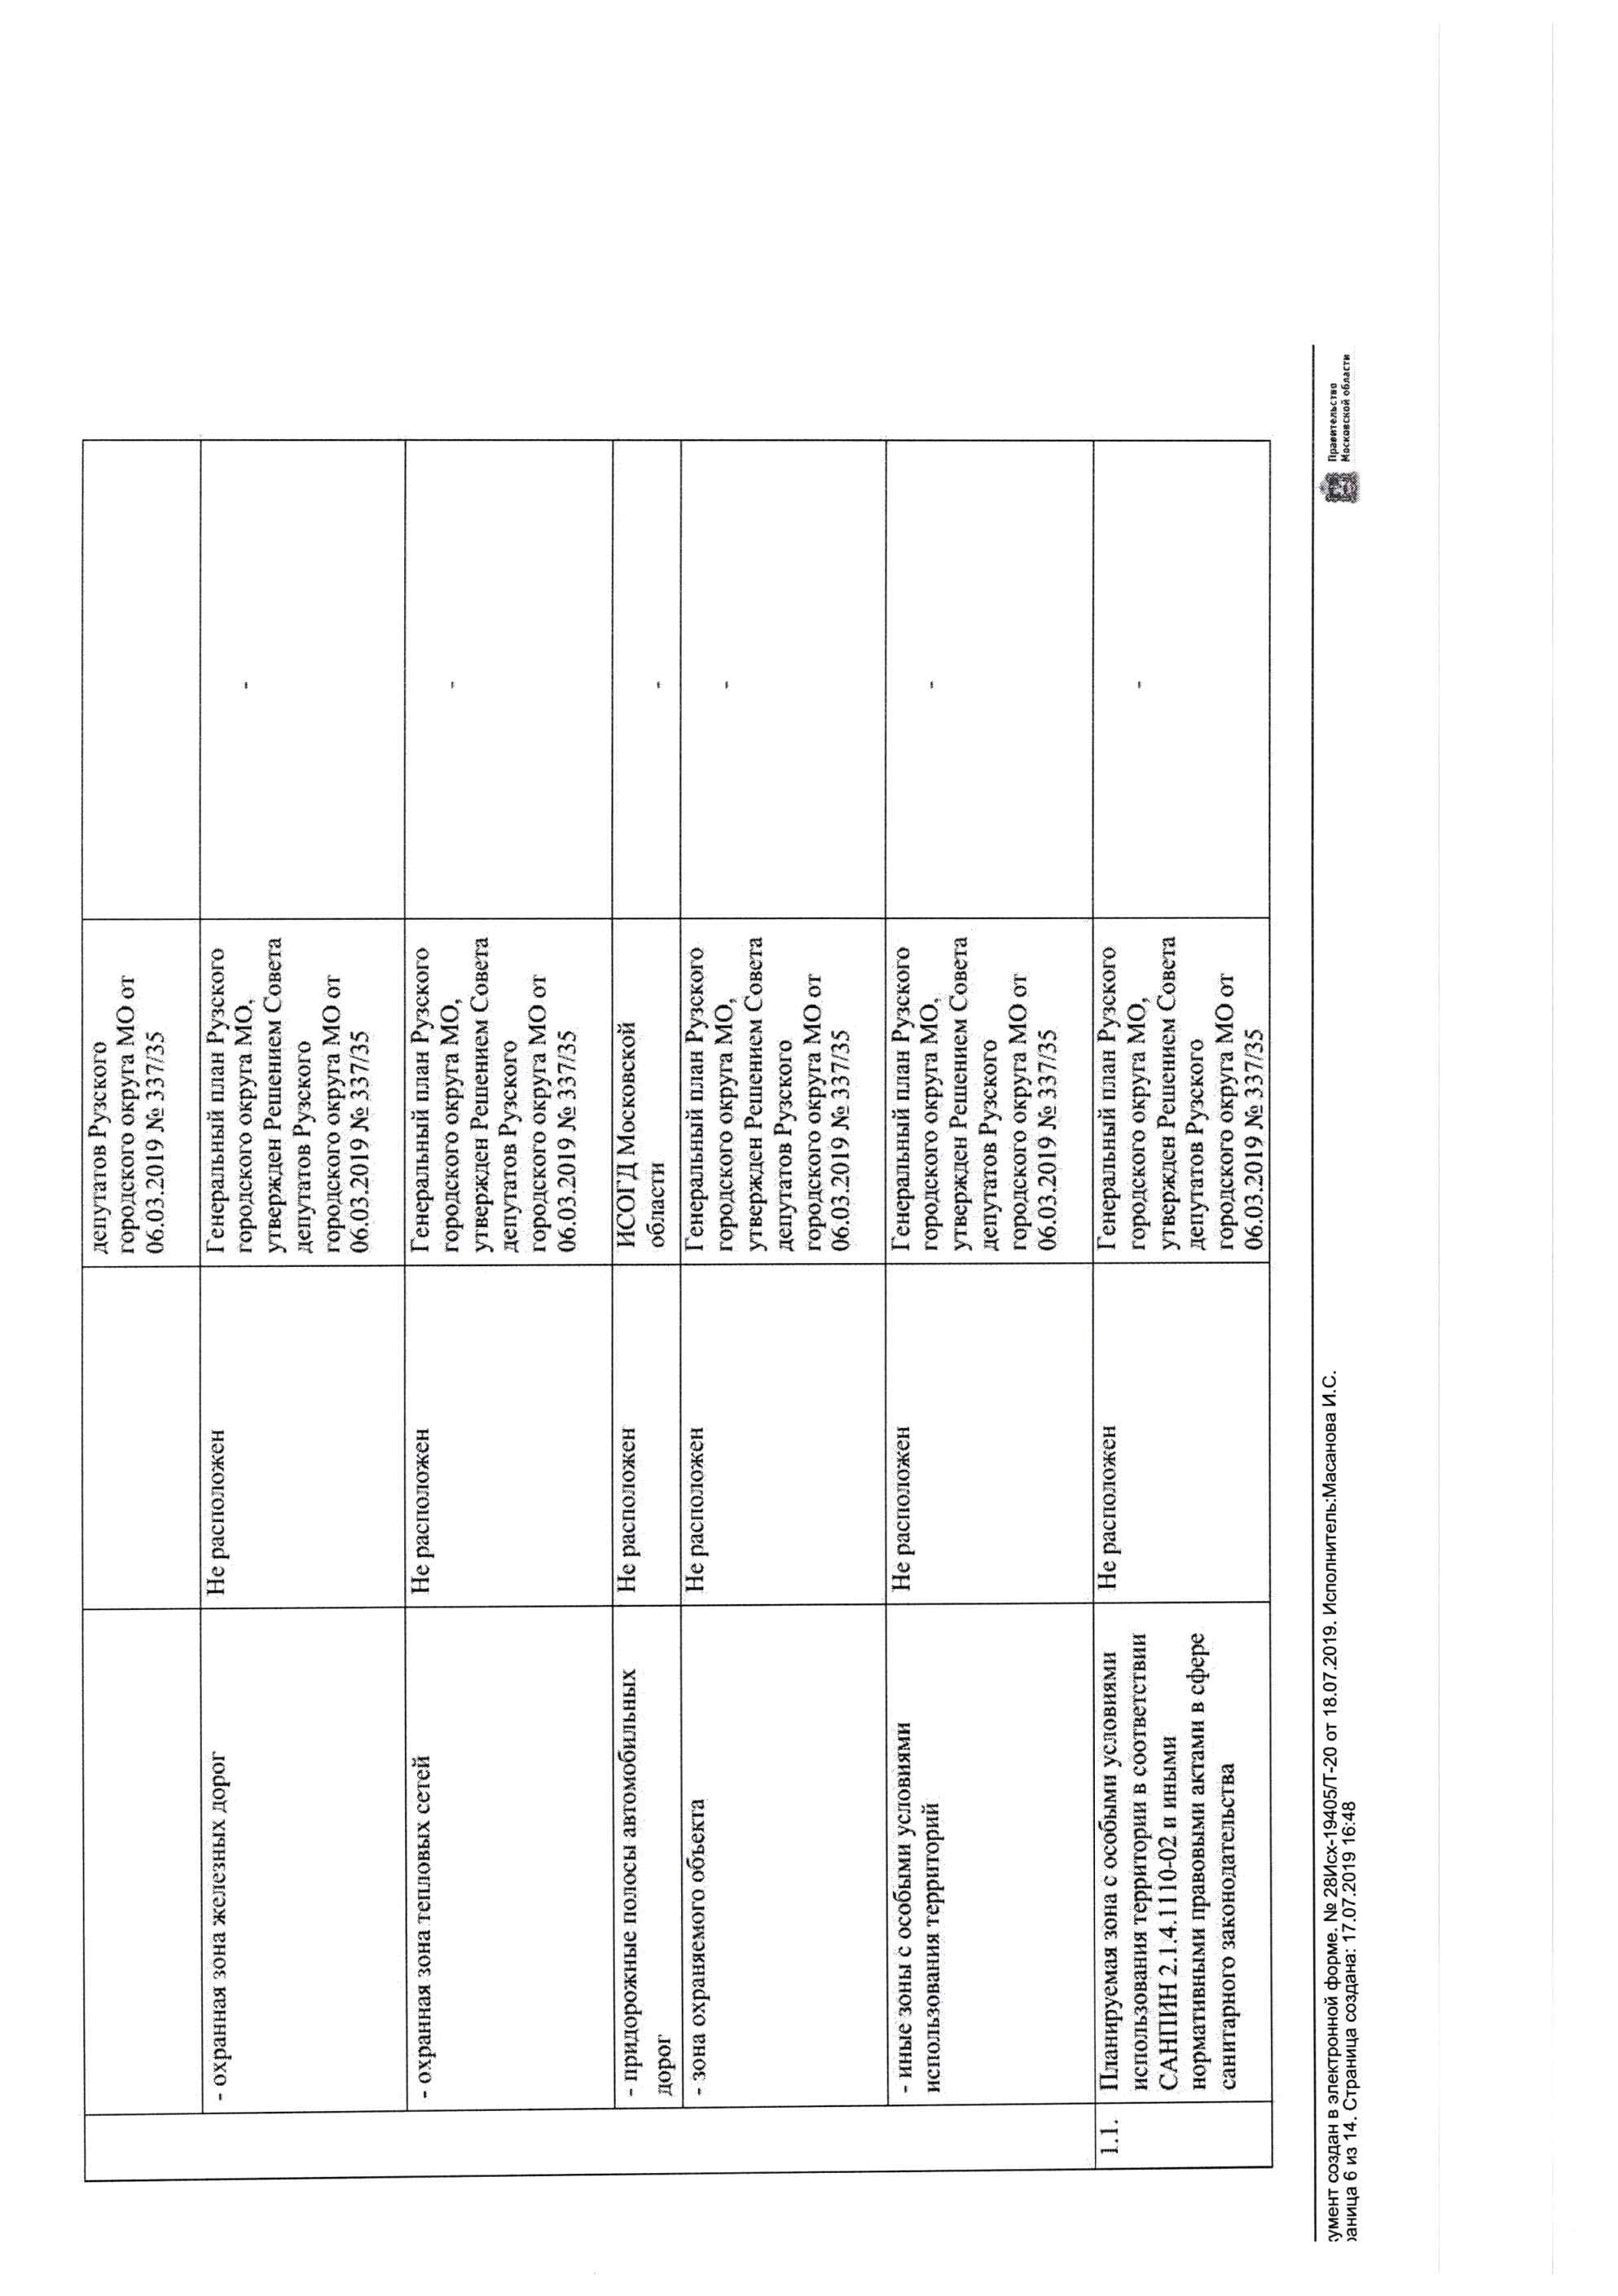 депутатов Рузского
городского округа МО от
06.03.2019 № 337/35
- охранная зона железных дорог
Не расположен
Генеральный план Рузского
городского округа МО,
утвержден Решением Совета
депутатов Рузского
городского округа МО от
06.03.2019 № 337/35
-
- охранная зона тепловых сетей
Не расположен
Генеральный план Рузского
городского округа МО,
утвержден Решением Совета
депутатов Рузского
городского округа МО от
06.03.2019 № 337/35
-
- придорожные полосы автомобильных
дорог
Не расположен
ИСОГД Московской
области
-
- зона охраняемого объекта
Не расположен
Генеральный план Рузского
городского округа МО,
утвержден Решением Совета
депутатов Рузского
городского округа МО от
06.03.2019 № 337/35
-
- иные зоны с особыми условиями
использования территорий
Не расположен
Генеральный план Рузского
городского округа МО,
утвержден Решением Совета
депутатов Рузского
городского округа МО от
06.03.2019 № 337/35
-
1.1.
Планируемая зона с особыми условиями
использования территории в соответствии
САНПИН 2.1.4.1110-02 и иными
нормативными правовыми актами в сфере
санитарного законодательства
Не расположен
Генеральный план Рузского
городского округа МО,
утвержден Решением Совета
депутатов Рузского
городского округа МО от
06.03.2019 № 337/35
-
умент создан в электронной форме. № 28Исх-19405/Т-20 от 18.07.2019. Исполнитель:Масанова И.С.
аница 6 из 14. Страница создана: 17.07.2019 16:48
Правительство
Московской области